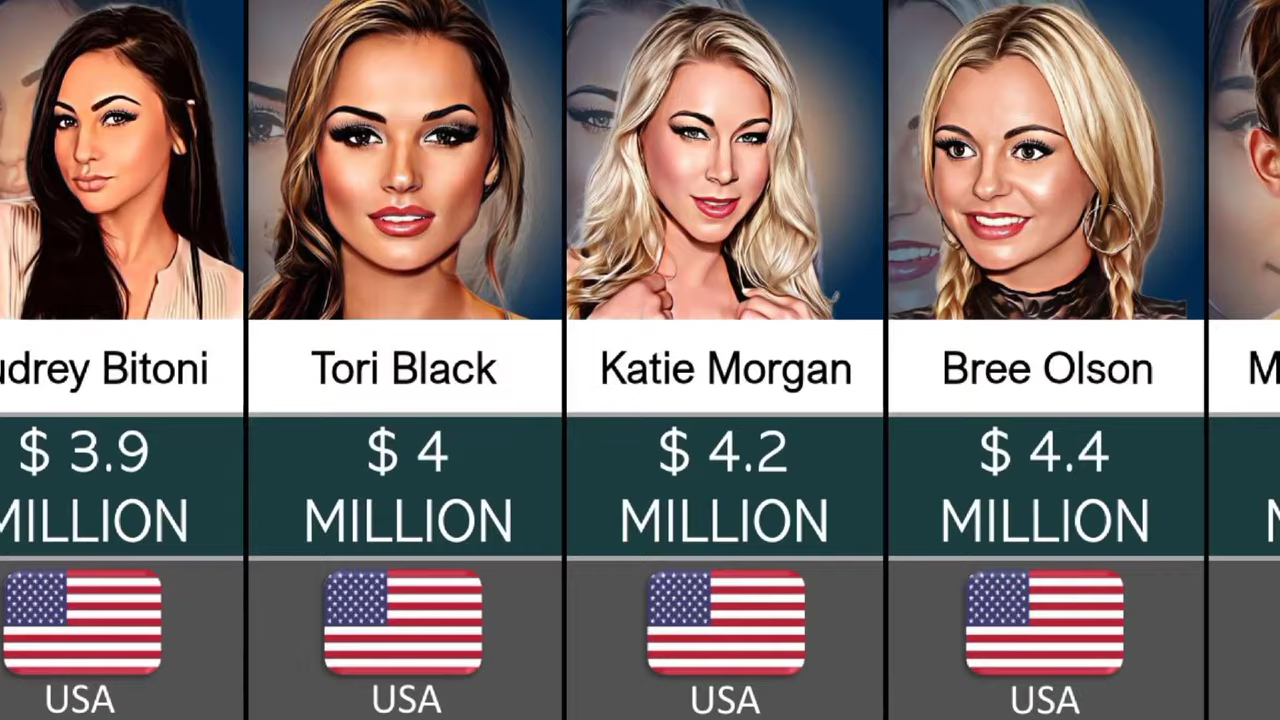 udrey Bitoni
$ 3.9
MILLION
USA
Tori Black
$ 4
MILLION
USA
Katie Morgan
$ 4.2
MILLION
USA
Bree Olson
$ 4.4
MILLION
USA
M